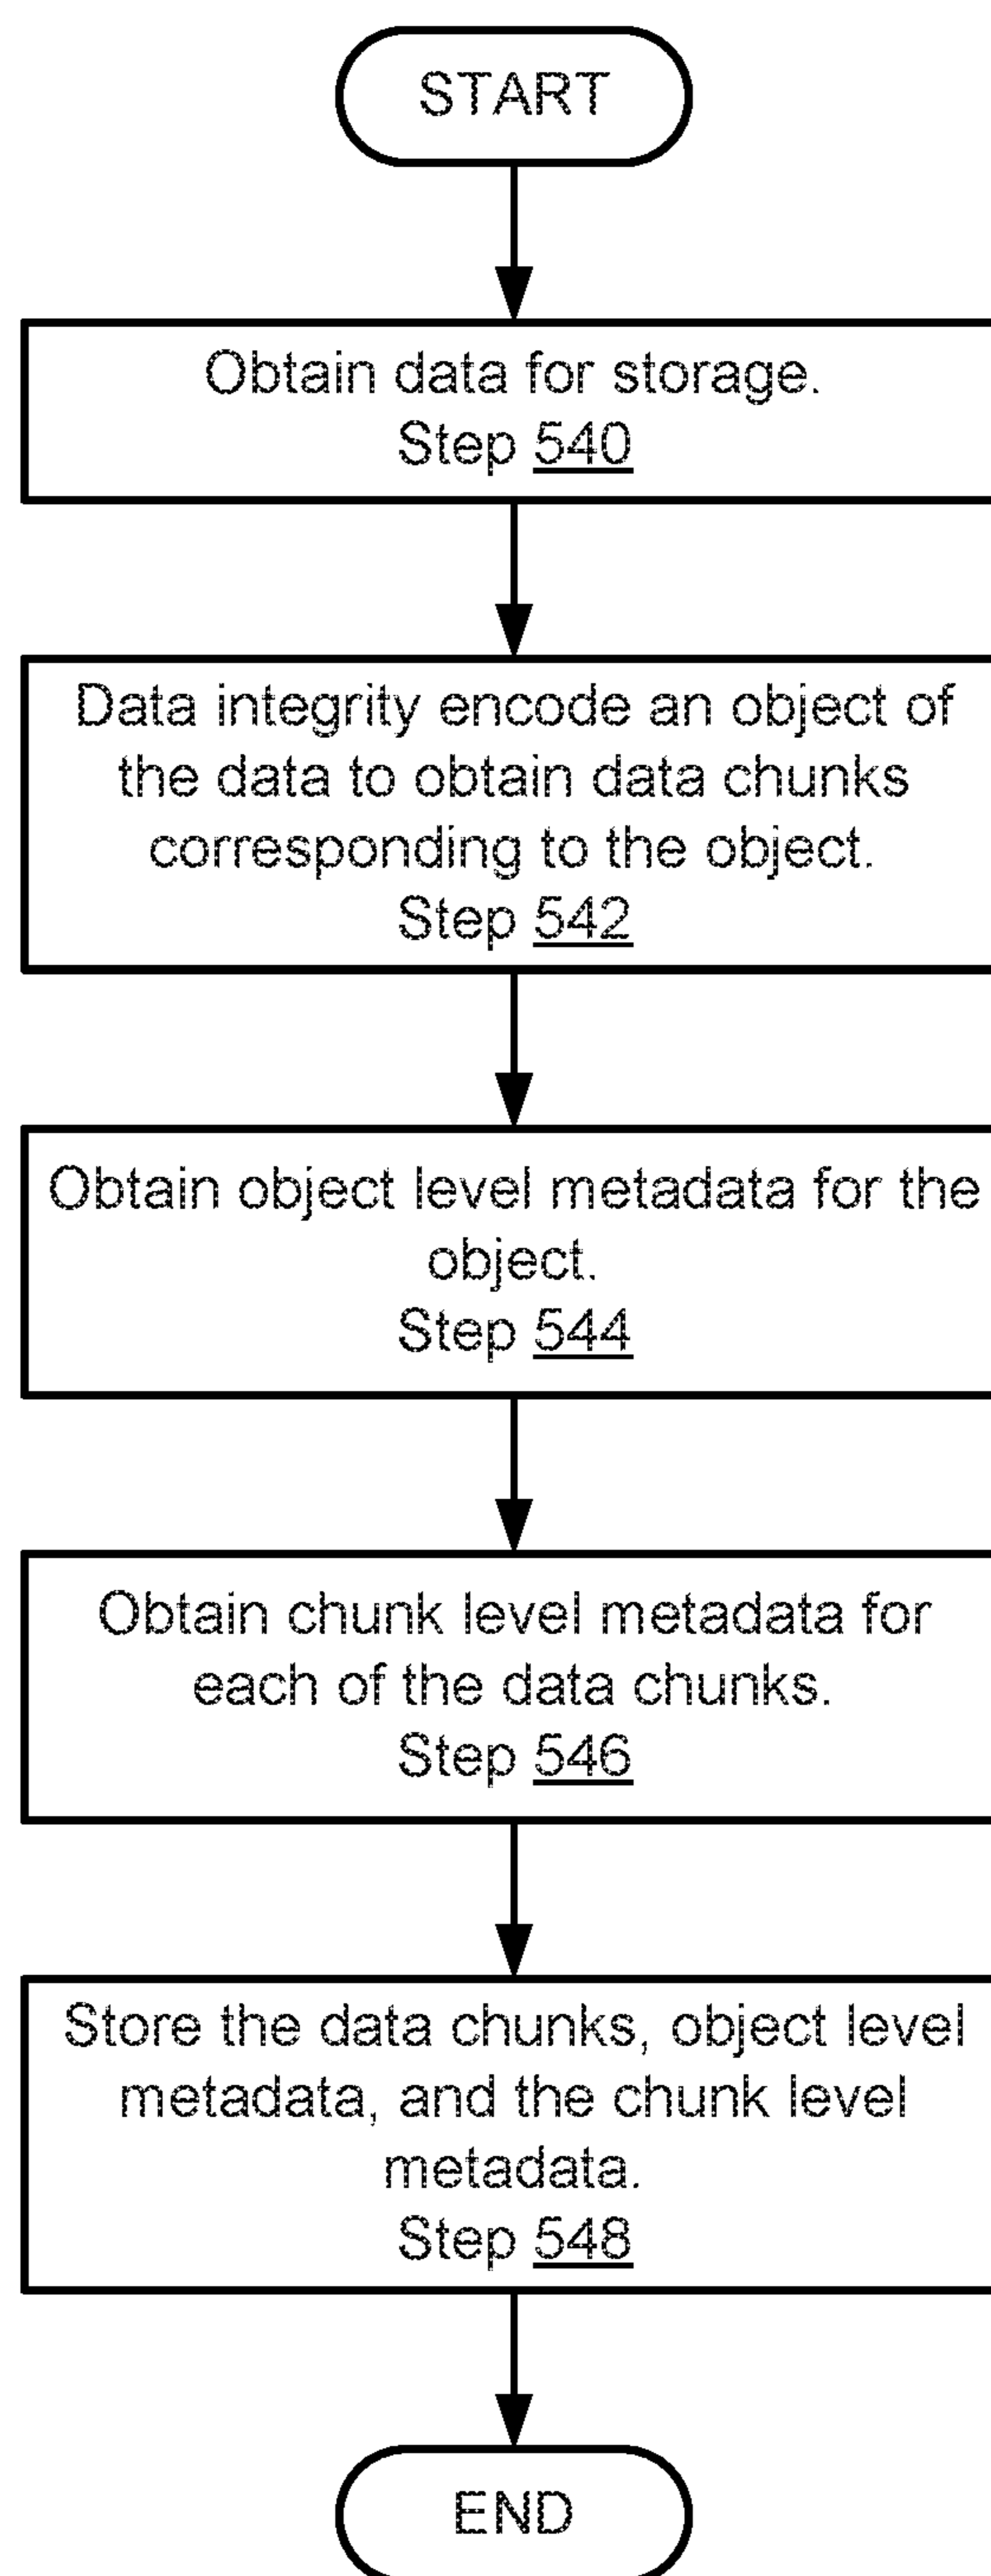 START
Obtain data for storage.
Step 540
Data integrity encode an object of
the data to obtain data chunks
corresponding to the object.
Step 542
Obtain object level metadata for the
object.
Step 544
Obtain chunk level metadata for
each of the data chunks.
Step 546
Store the data chunks, object level
metadata, and the chunk level
metadata.
Step 548
END